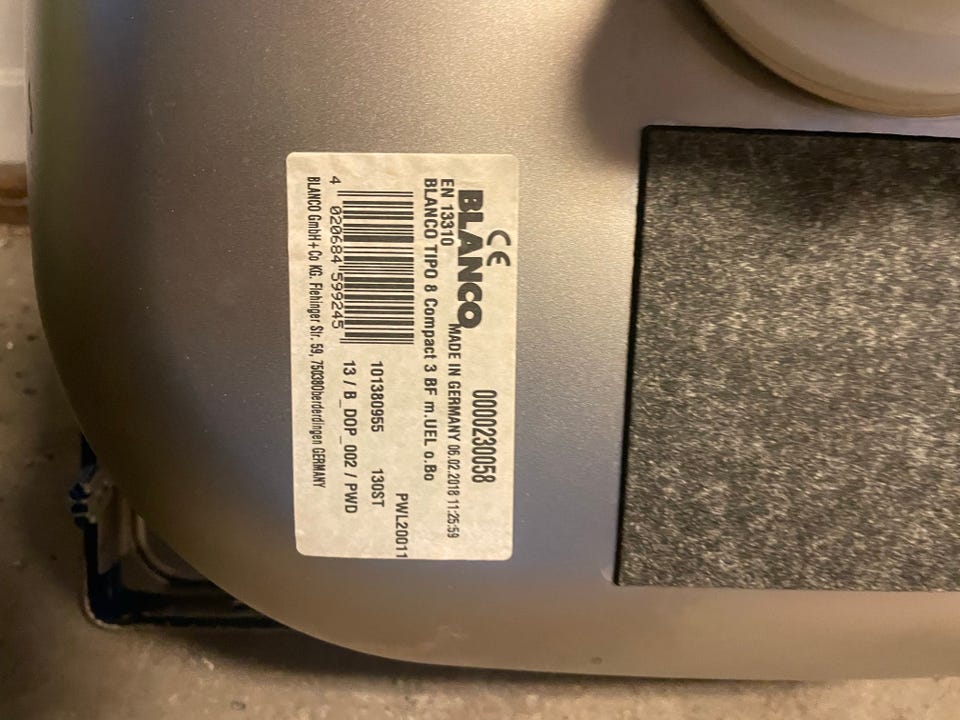 CE
0000230058
BLANCO MADE IN GERMANY 06.02.2018 11:25:59
EN 13310
BLANCO TIPO 8 Compact 3 BF m.UEL o.Bo
PWL20011
101380955 130ST
13 / B_DOP_002 / PWD
4 020684 599245
BLANCO GmbH + Co KG. Flehinger Str. 59, 75038Oberderdingen GERMANY